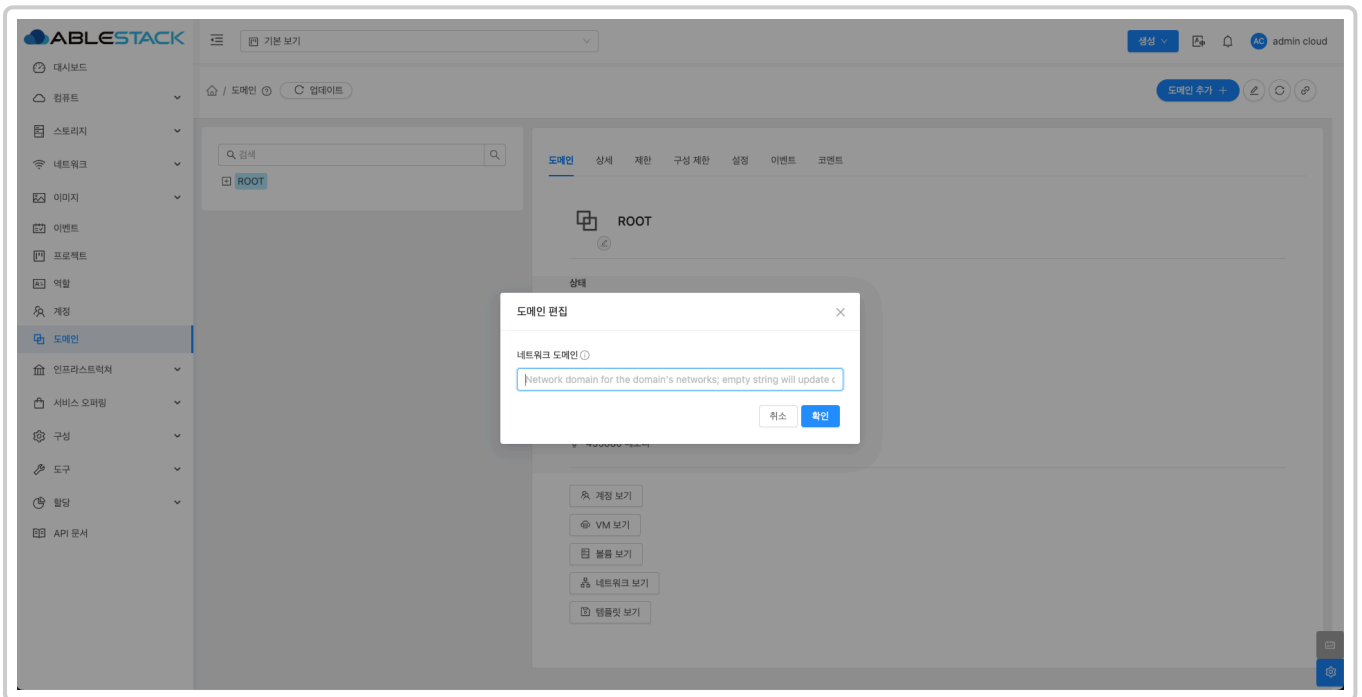 ABLESTACK
기본 보기
생성
AC
admin cloud
대시보드
컴퓨트
스토리지
네트워크
이미지
이벤트
프로젝트
역할
계정
도메인
인프라스트럭쳐
서비스 오퍼링
구성
도구
할당
API 문서
/ 도메인
업데이트
도메인 추가 +
검색
ROOT
도메인 상세 제한 구성 제한 설정 이벤트 코멘트
ROOT
상태
도메인 편집
네트워크 도메인
Network domain for the domain's networks; empty string will update
취소
확인
계정 보기
VM 보기
볼륨 보기
네트워크 보기
템플릿 보기